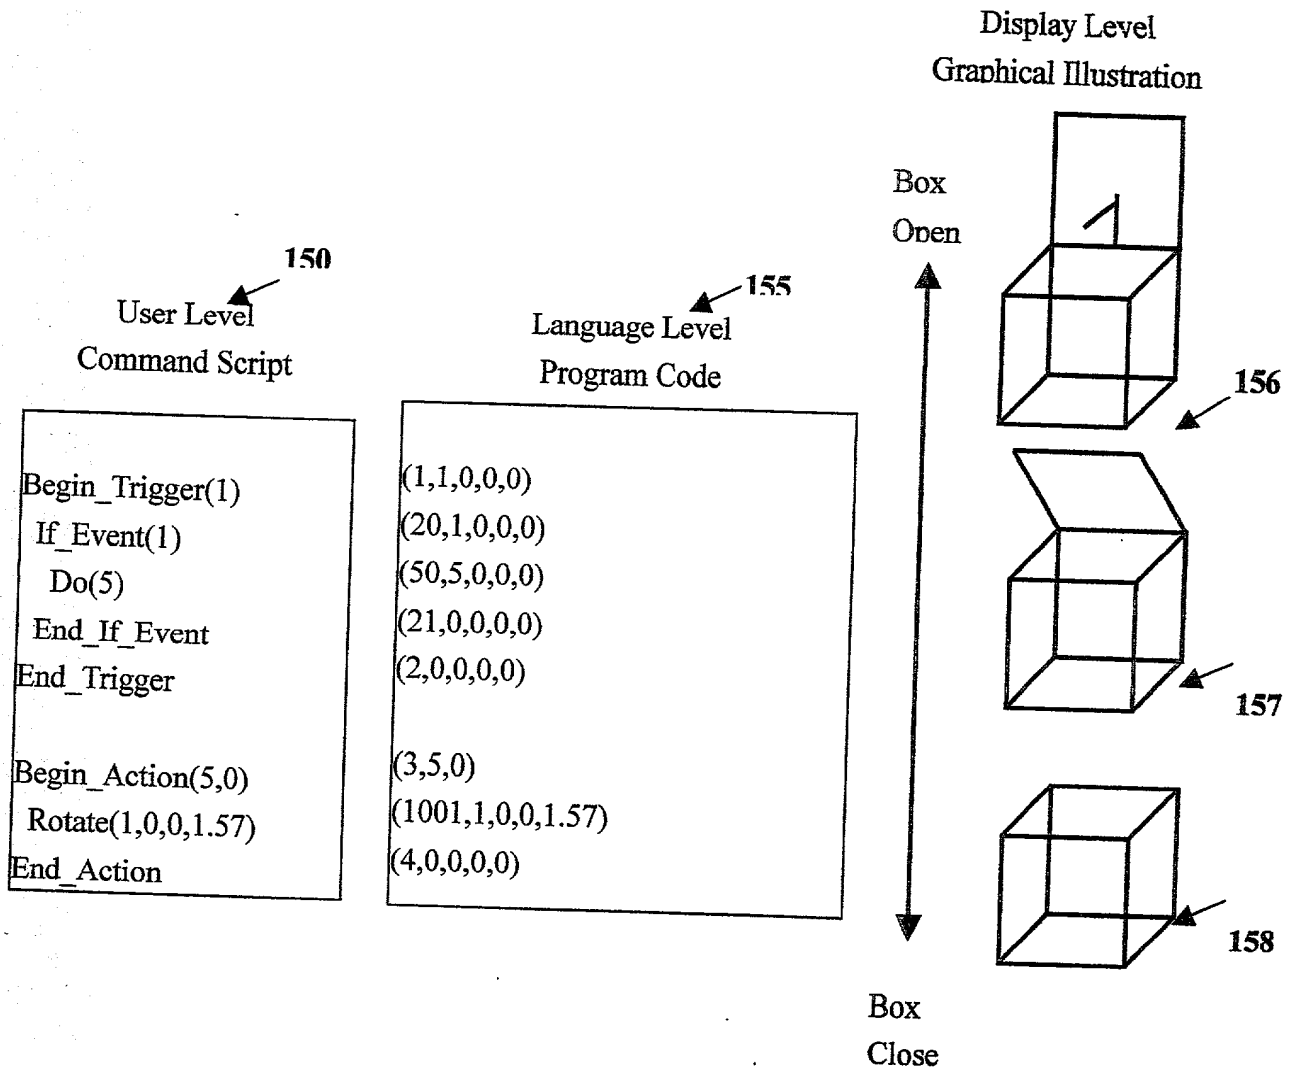 Display Level
Graphical Illustration
Box
Open
150
User Level
Command Script
155
Language Level
Program Code
Begin_Trigger(1)
If_Event(1)
Do(5)
End_If_Event
End_Trigger
Begin_Action(5,0)
Rotate(1,0,0,1.57)
End_Action
(1,1,0,0,0)
(20,1,0,0,0)
(50,5,0,0,0)
(21,0,0,0,0)
(2,0,0,0,0)
(3,5,0)
(1001,1,0,0,1.57)
(4,0,0,0,0)
156
157
158
Box
Close